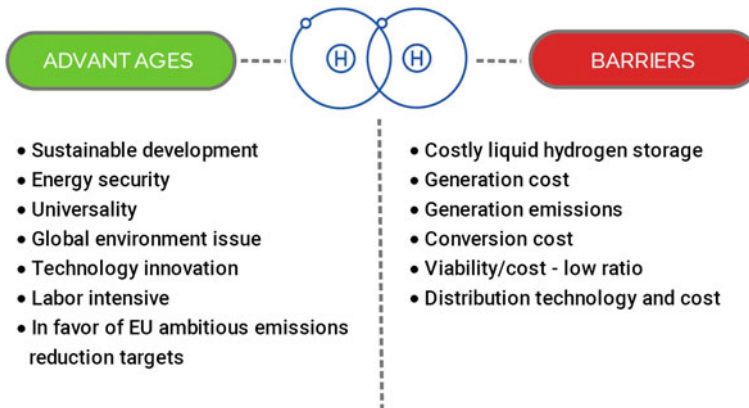 ADVANTAGES
H H
BARRIERS
• Sustainable development
• Energy security
• Universality
• Global environment issue
• Technology innovation
• Labor intensive
• In favor of EU ambitious emissions
reduction targets
• Costly liquid hydrogen storage
• Generation cost
• Generation emissions
• Conversion cost
• Viability/cost - low ratio
• Distribution technology and cost